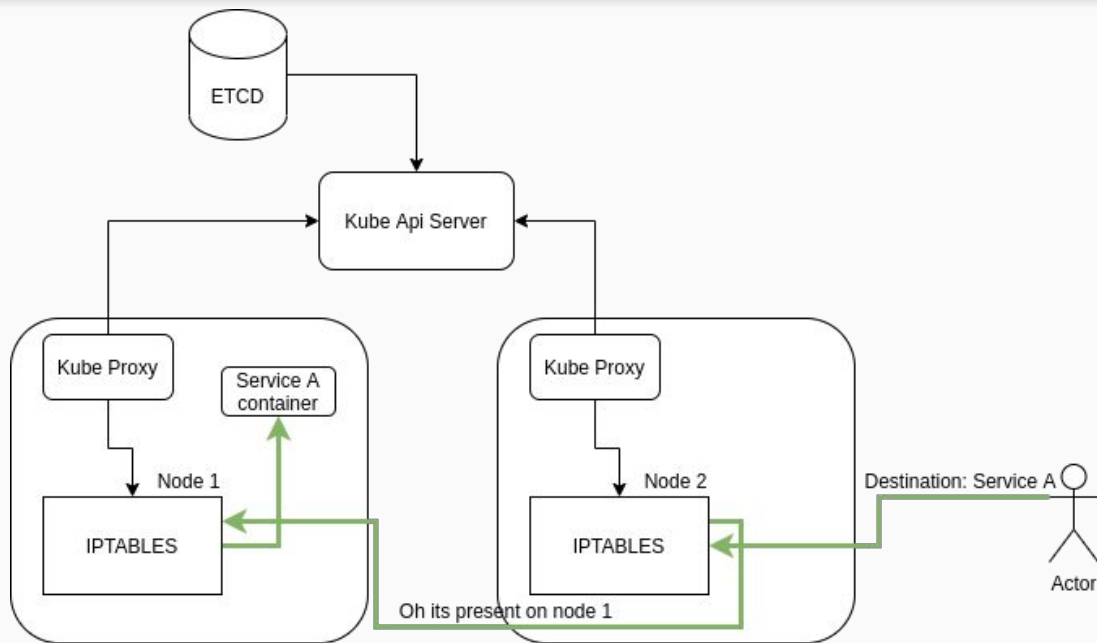 ETCD
Kube Api Server
Kube Proxy
Service A
container
Kube Proxy
Node 1
Node 2
Destination: Service A
IPTABLES
IPTABLES
Actor
Oh its present on node 1